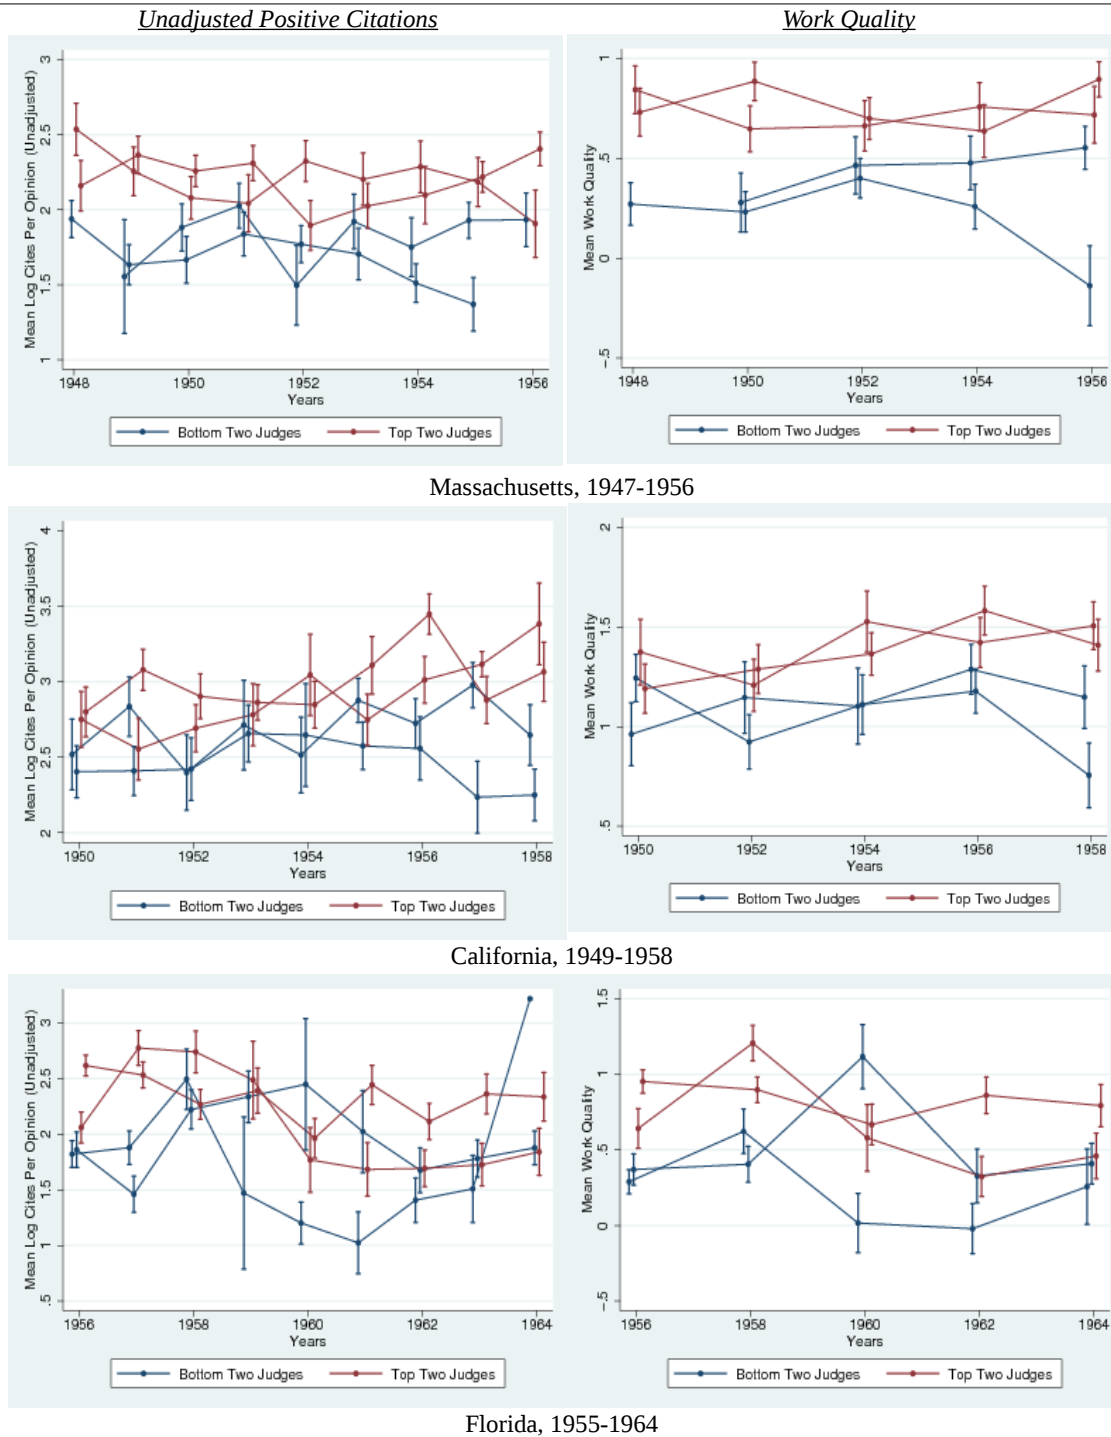 Unadjusted Positive Citations
Work Quality
Mean Log Cites Per Opinion (Unadjusted)
3
2.5
2
1.5
1
1948
1950
1952
1954
1956
Years
Bottom Two Judges
Top Two Judges
Mean Work Quality
1
.5
0
-.5
1948
1950
1952
1954
1956
Years
Bottom Two Judges
Top Two Judges
Massachusetts, 1947-1956
Mean Log Cites Per Opinion (Unadjusted)
4
3.5
3
2.5
2
1950
1952
1954
1956
1958
Years
Bottom Two Judges
Top Two Judges
Mean Work Quality
2
1.5
1
.5
1950
1952
1954
1956
1958
Years
Bottom Two Judges
Top Two Judges
California, 1949-1958
Mean Log Cites Per Opinion (Unadjusted)
3
2.5
2
1.5
1
.5
1956
1958
1960
1962
1964
Years
Bottom Two Judges
Top Two Judges
Mean Work Quality
1.5
1
.5
0
-.5
1956
1958
1960
1962
1964
Years
Bottom Two Judges
Top Two Judges
Florida, 1955-1964